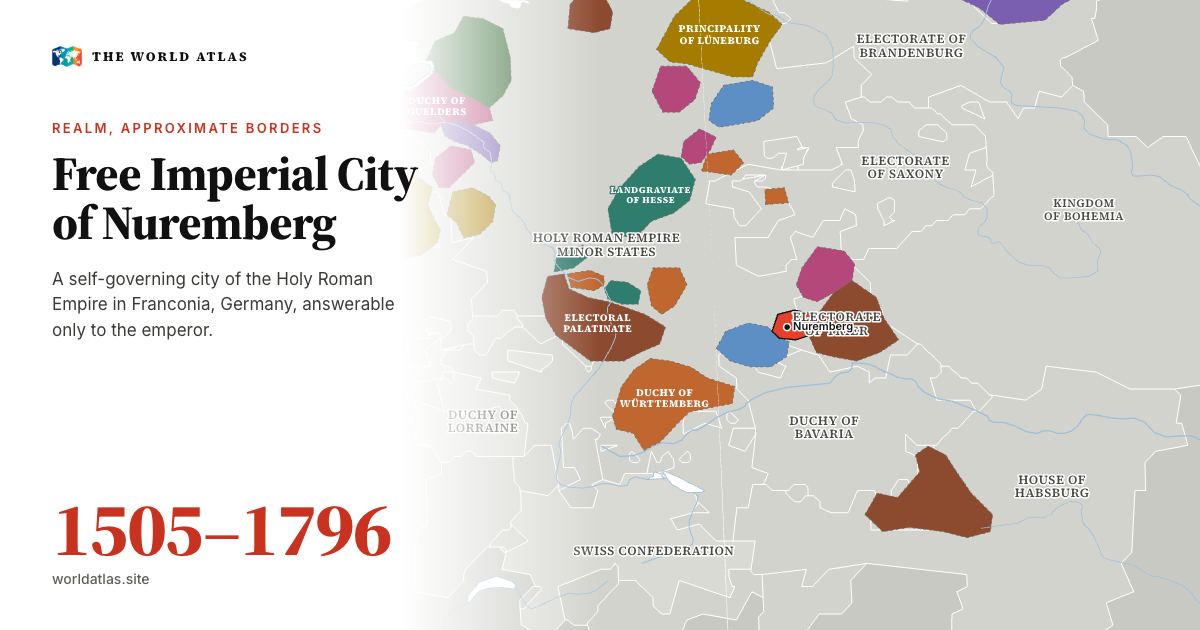 THE WORLD ATLAS
REALM, APPROXIMATE BORDERS
Free Imperial City
of Nuremberg
A self-governing city of the Holy Roman
Empire in Franconia, Germany, answerable
only to the emperor.
1505–1796
worldatlas.site
PRINCIPALITY
OF LÜNEBURG
ELECTORATE OF
BRANDENBURG
DUCHY OF
GUELDERS
ELECTORATE
OF SAXONY
LANDGRAVIATE
OF HESSE
KINGDOM
OF BOHEMIA
HOLY ROMAN EMPIRE
MINOR STATES
ELECTORAL
PALATINATE
ELECTORATE
OF TRIER
Nuremberg
DUCHY OF
WÜRTTEMBERG
DUCHY OF
LORRAINE
DUCHY OF
BAVARIA
HOUSE OF
HABSBURG
SWISS CONFEDERATION